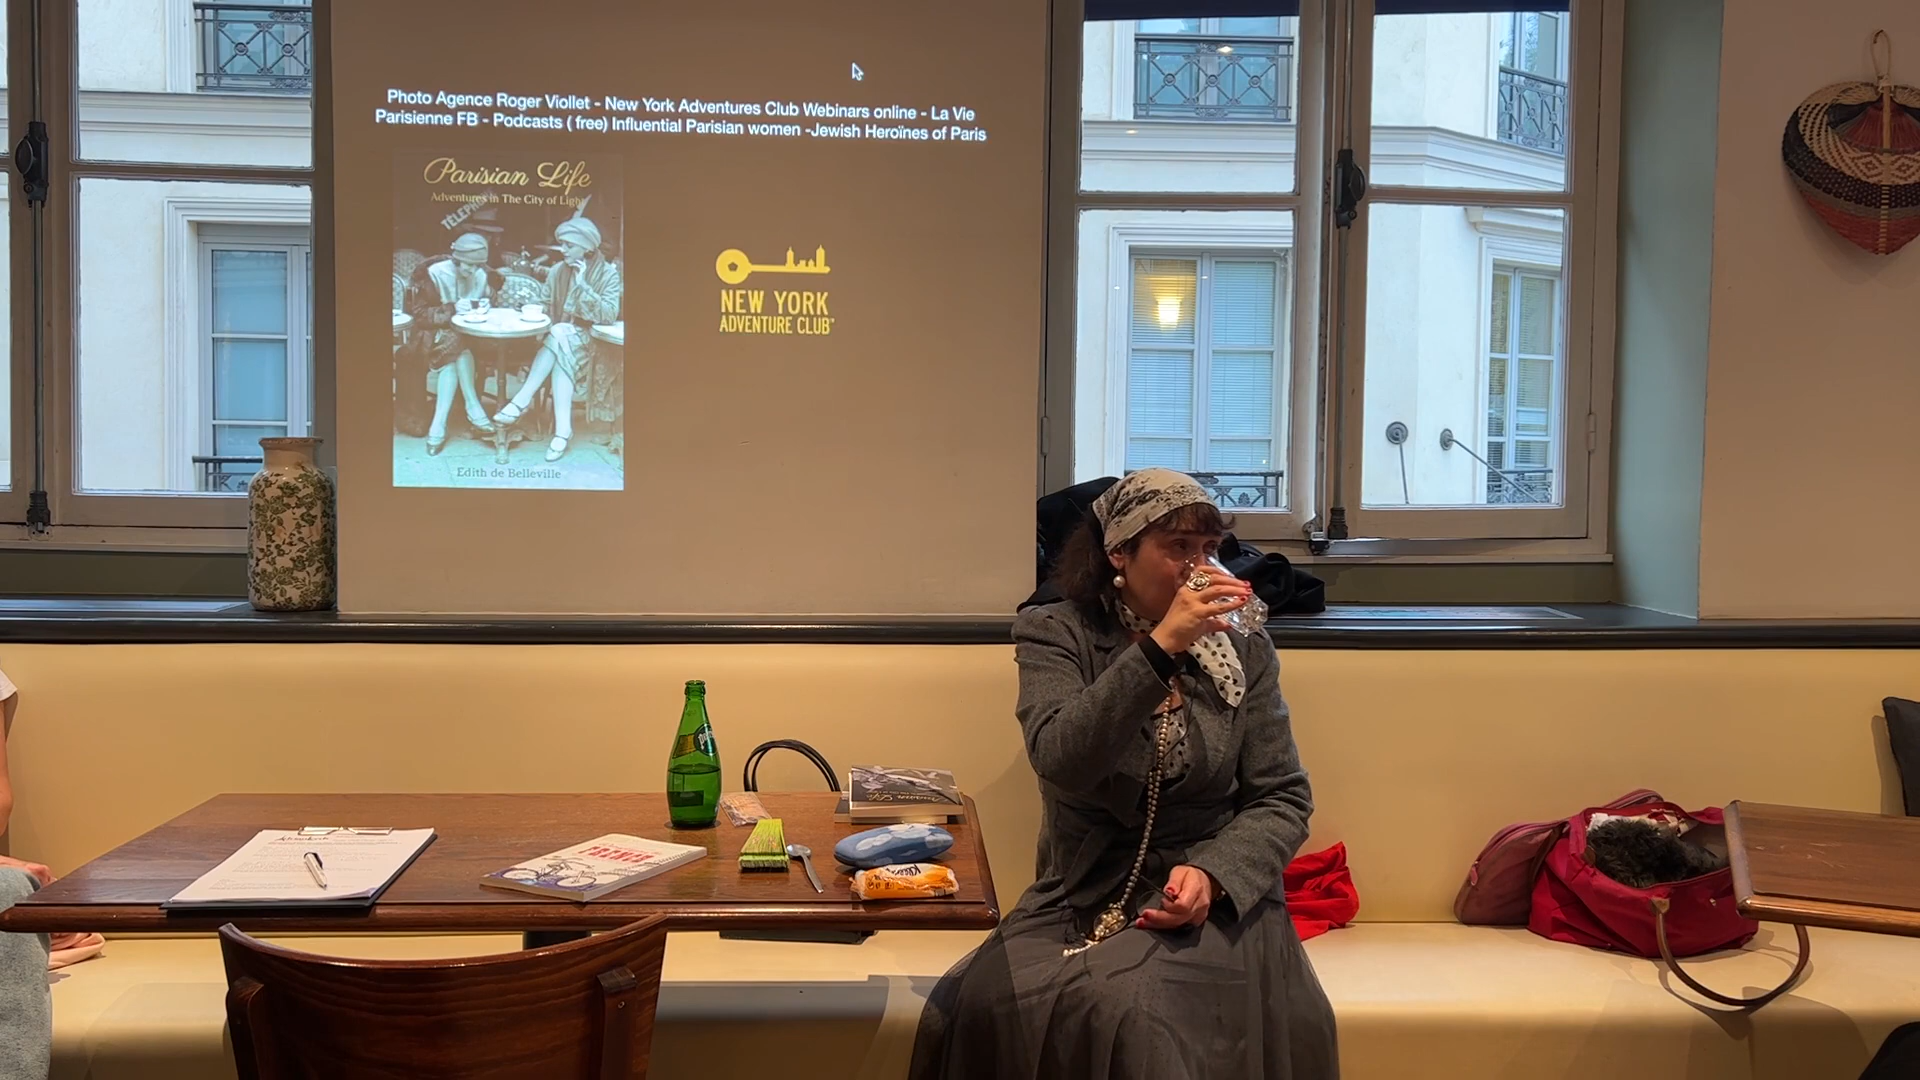 Photo Agence Roger Viollet - New York Adventures Club Webinars online - La Vie
Parisienne FB - Podcasts ( free) Influential Parisian women -Jewish Heroïnes of Paris
Parisian Life
Adventures in The City of Light
Edith de Belleville
NEW YORK
ADVENTURE CLUB